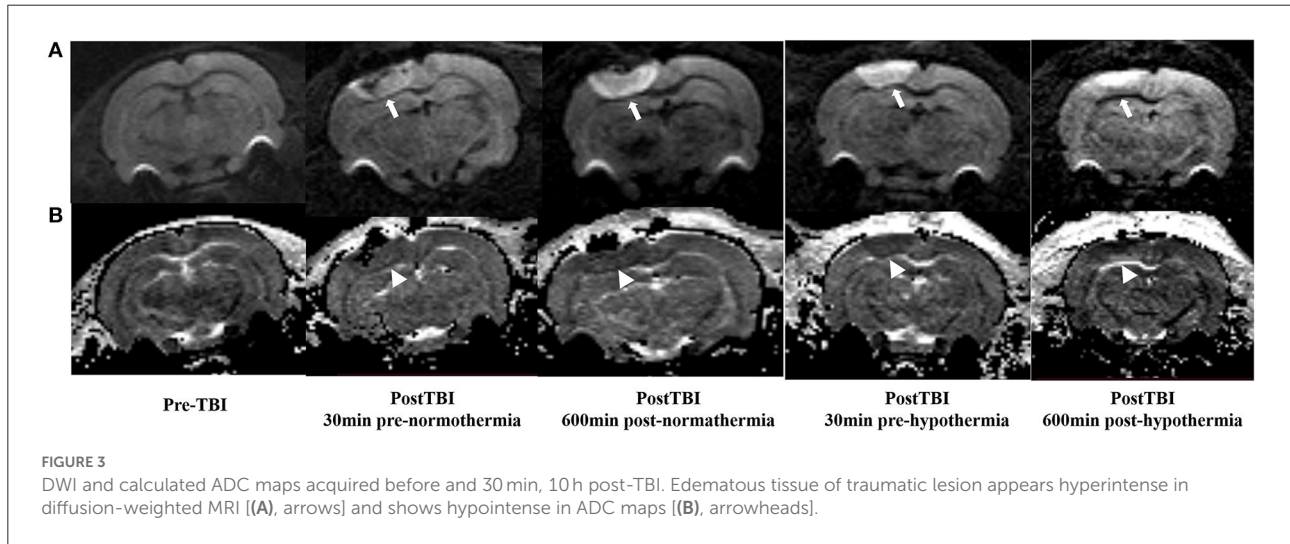 A
B
Pre-TBI
PostTBI
30min pre-normothermia
PostTBI
600min post-normathermia
PostTBI
30min pre-hypothermia
PostTBI
600min post-hypothermia
FIGURE 3
DWI and calculated ADC maps acquired before and 30 min, 10 h post-TBI. Edematous tissue of traumatic lesion appears hyperintense in
diffusion-weighted MRI [(A), arrows] and shows hypointense in ADC maps [(B), arrowheads].